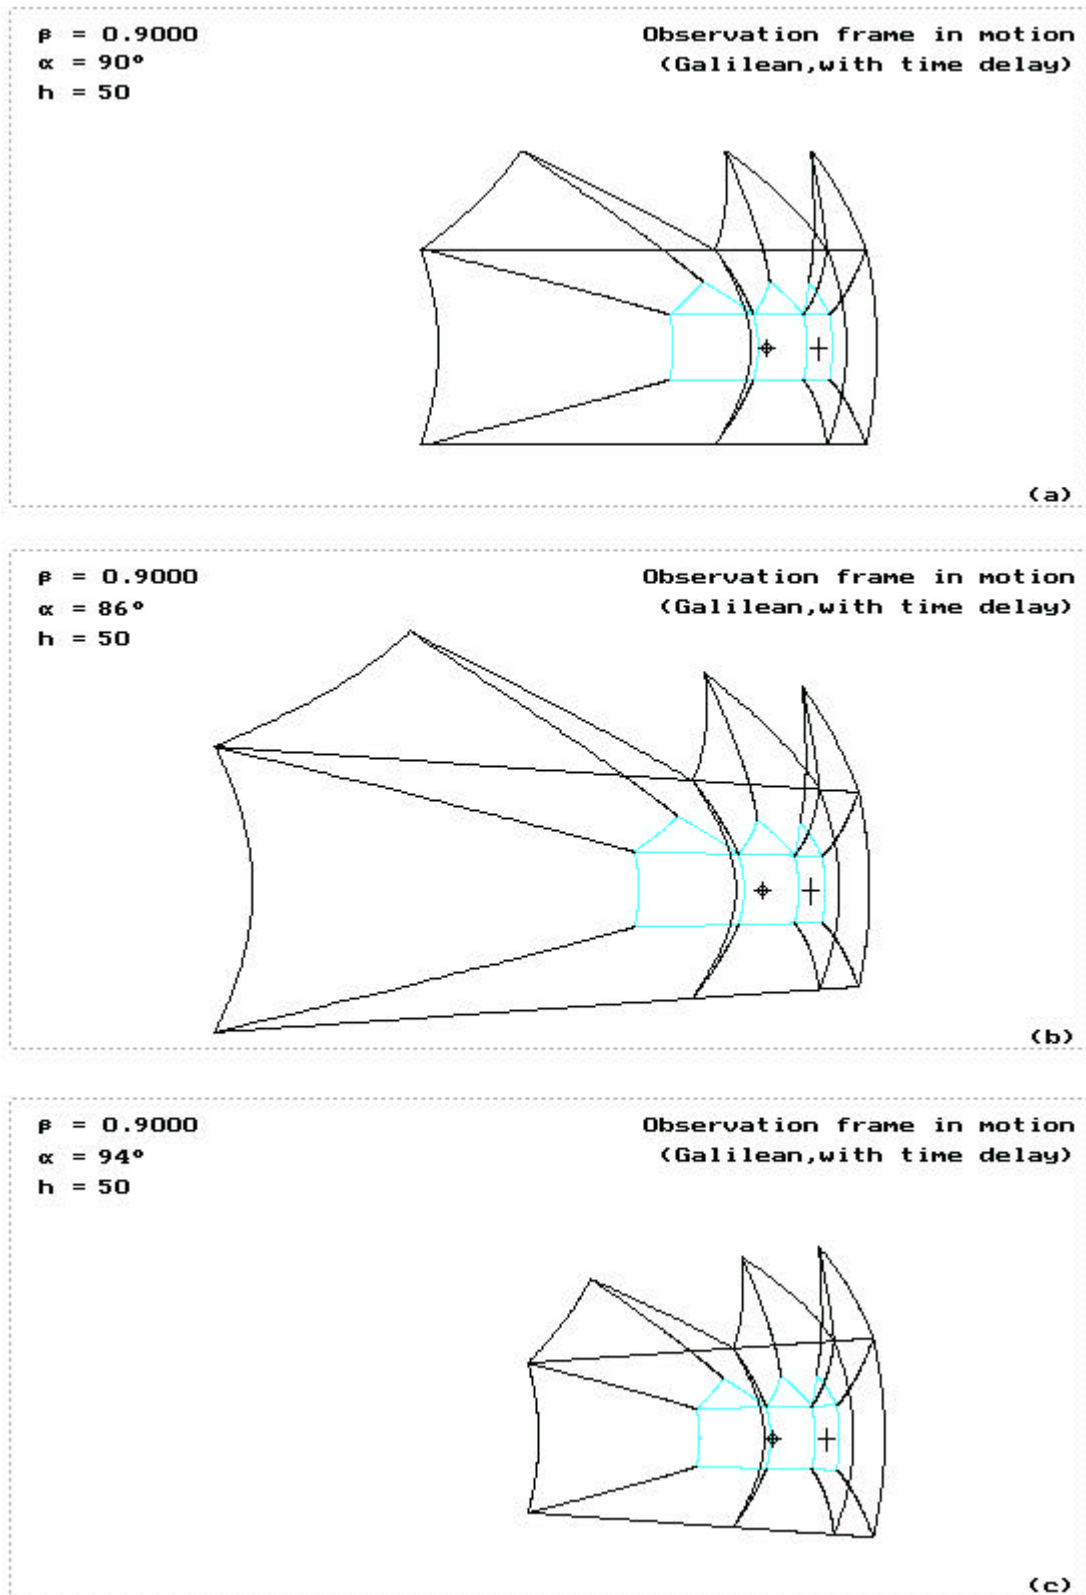 β = 0.9000
Observation frame in motion
α = 90°
(Galilean,with time delay)
h = 50
(a)
β = 0.9000
Observation frame in motion
α = 86°
(Galilean,with time delay)
h = 50
(b)
β = 0.9000
Observation frame in motion
α = 94°
(Galilean,with time delay)
h = 50
(c)